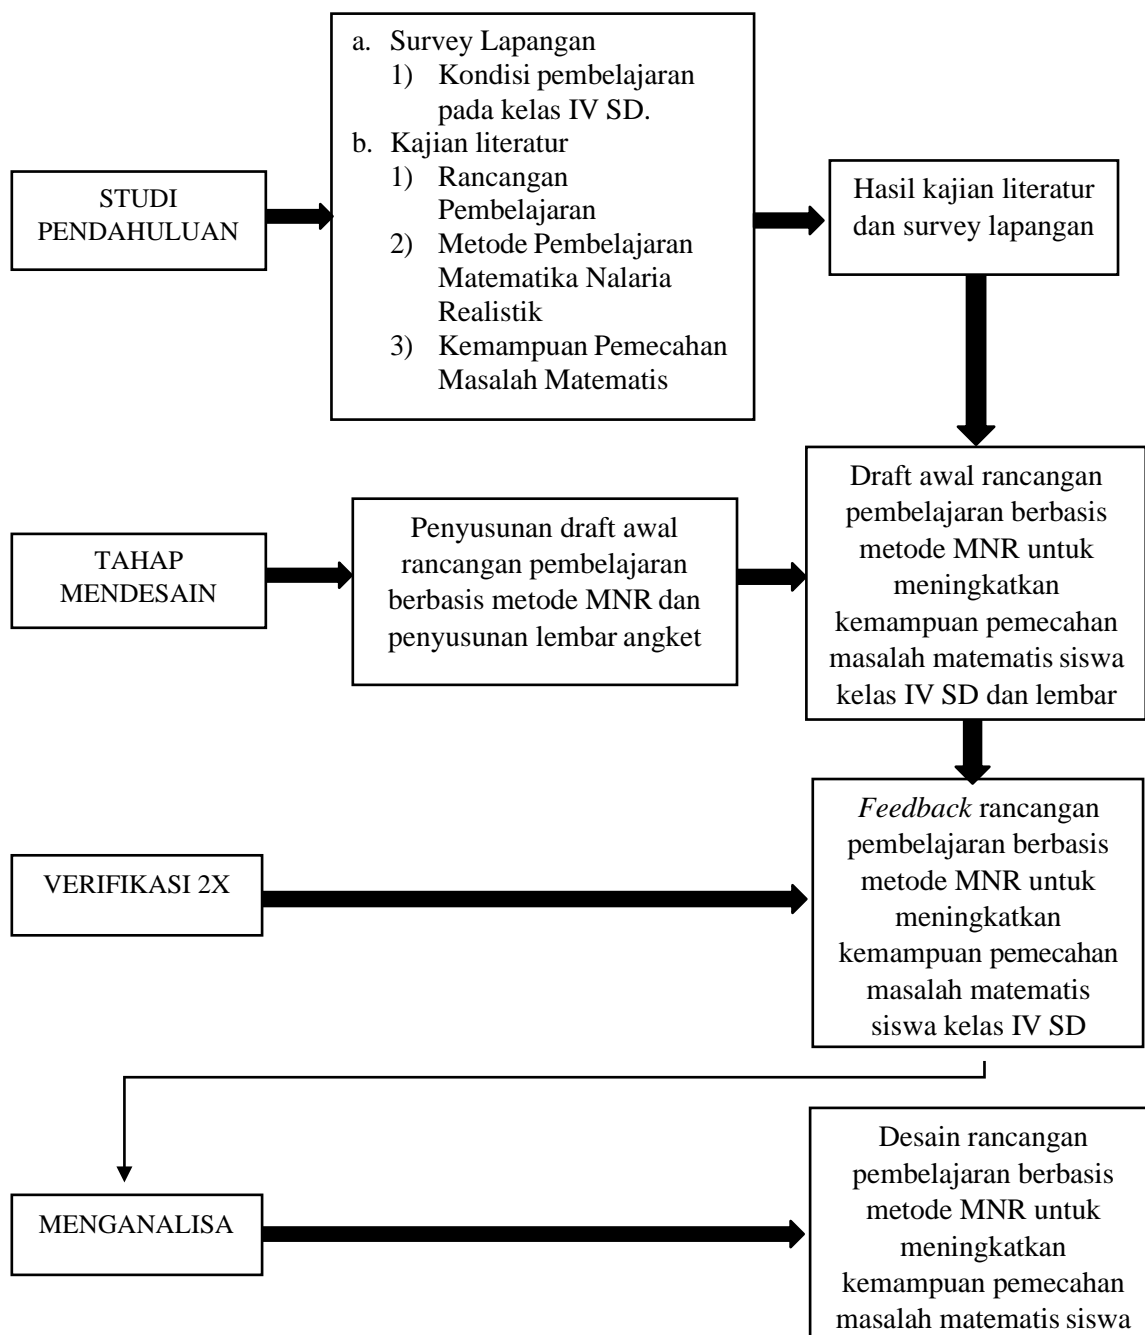 a. Survey Lapangan
1) Kondisi pembelajaran
pada kelas IV SD.
b. Kajian literatur
1) Rancangan
Pembelajaran
2) Metode Pembelajaran
Matematika Nalaria
Realistik
3) Kemampuan Pemecahan
Masalah Matematis
STUDI
PENDAHULUAN
Hasil kajian literatur
dan survey lapangan
TAHAP
MENDESAIN
Penyusunan draft awal
rancangan pembelajaran
berbasis metode MNR dan
penyusunan lembar angket
Draft awal rancangan
pembelajaran berbasis
metode MNR untuk
meningkatkan
kemampuan pemecahan
masalah matematis siswa
kelas IV SD dan lembar
VERIFIKASI 2X
Feedback rancangan
pembelajaran berbasis
metode MNR untuk
meningkatkan
kemampuan pemecahan
masalah matematis
siswa kelas IV SD
MENGANALISA
Desain rancangan
pembelajaran berbasis
metode MNR untuk
meningkatkan
kemampuan pemecahan
masalah matematis siswa